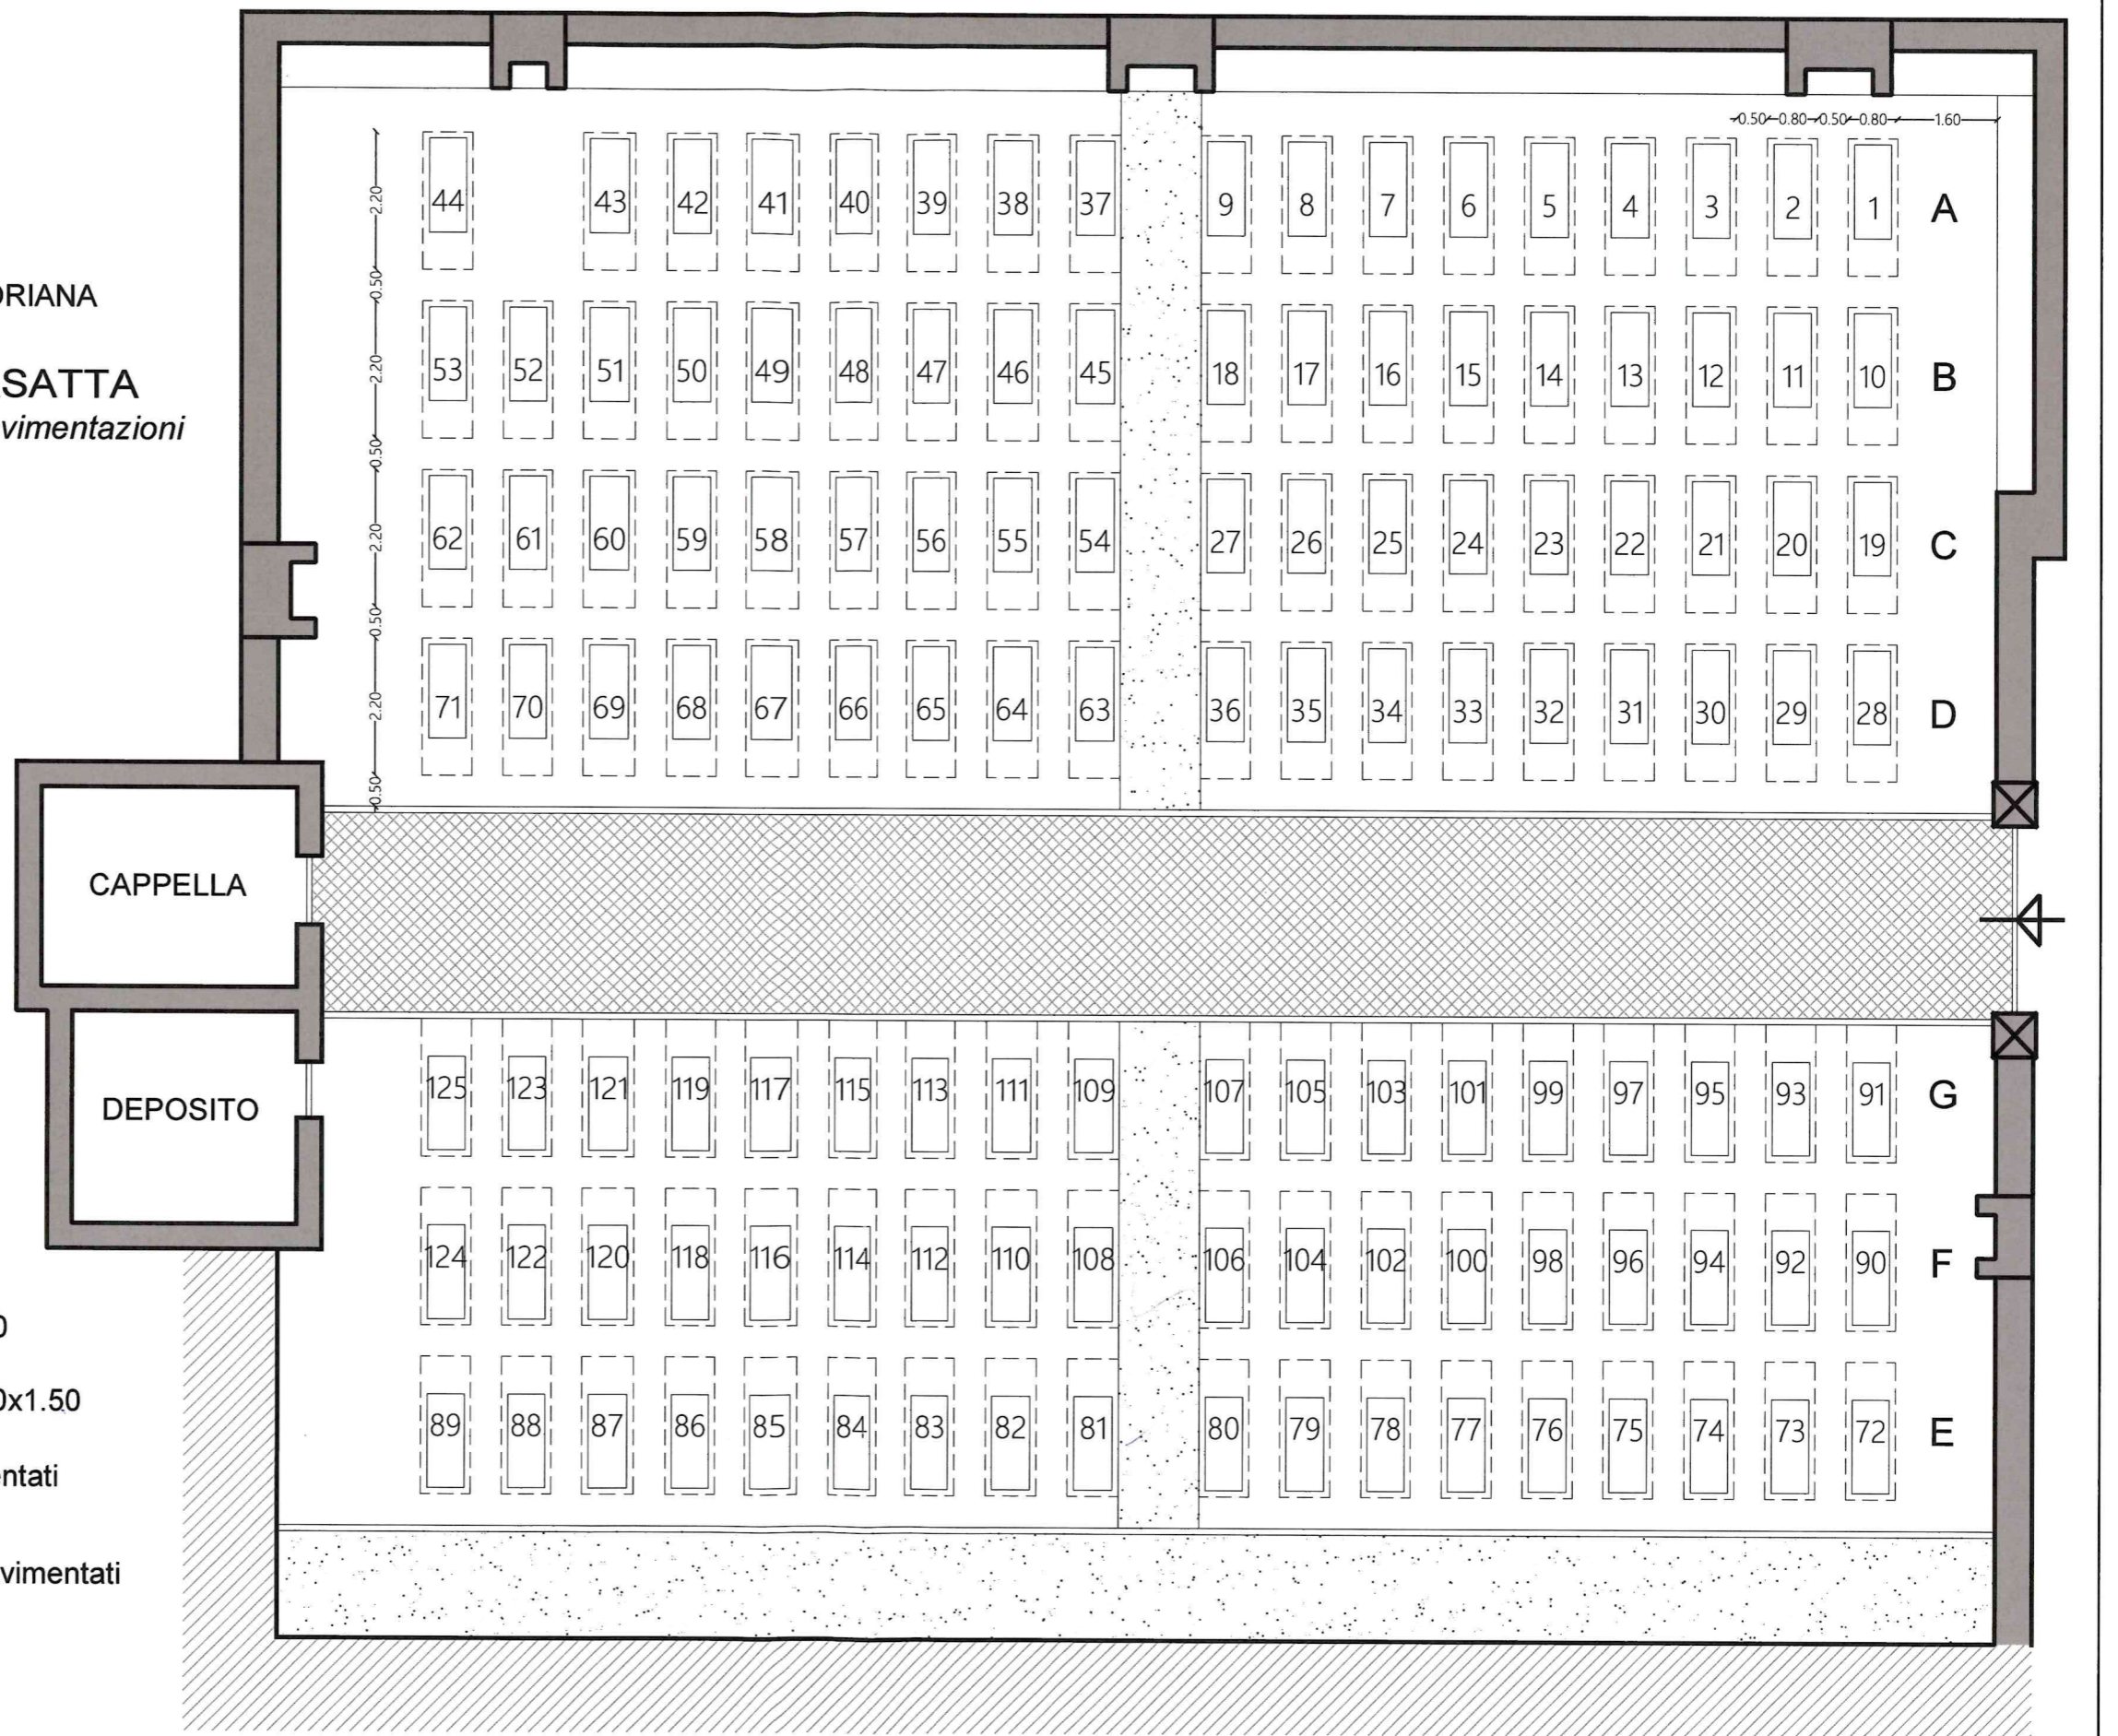 0.50 0.80 0.50 0.80 1.60
2.20 44 43 42 41 40 39 38 37 9 8 7 6 5 4 3 2 1 A
0.50
ORIANA
2.20 53 52 51 50 49 48 47 46 45 18 17 16 15 14 13 12 11 10 B
SATTA
vimentazioni
0.50
2.20 62 61 60 59 58 57 56 55 54 27 26 25 24 23 22 21 20 19 C
0.50
2.20 71 70 69 68 67 66 65 64 63 36 35 34 33 32 31 30 29 28 D
0.50
CAPPELLA
DEPOSITO
125 123 121 119 117 115 113 111 109 107 105 103 101 99 97 95 93 91 G
124 122 120 118 116 114 112 110 108 106 104 102 100 98 96 94 92 90 F
0
0x1.50
89 88 87 86 85 84 83 82 81 80 79 78 77 76 75 74 73 72 E
entati
vimentati